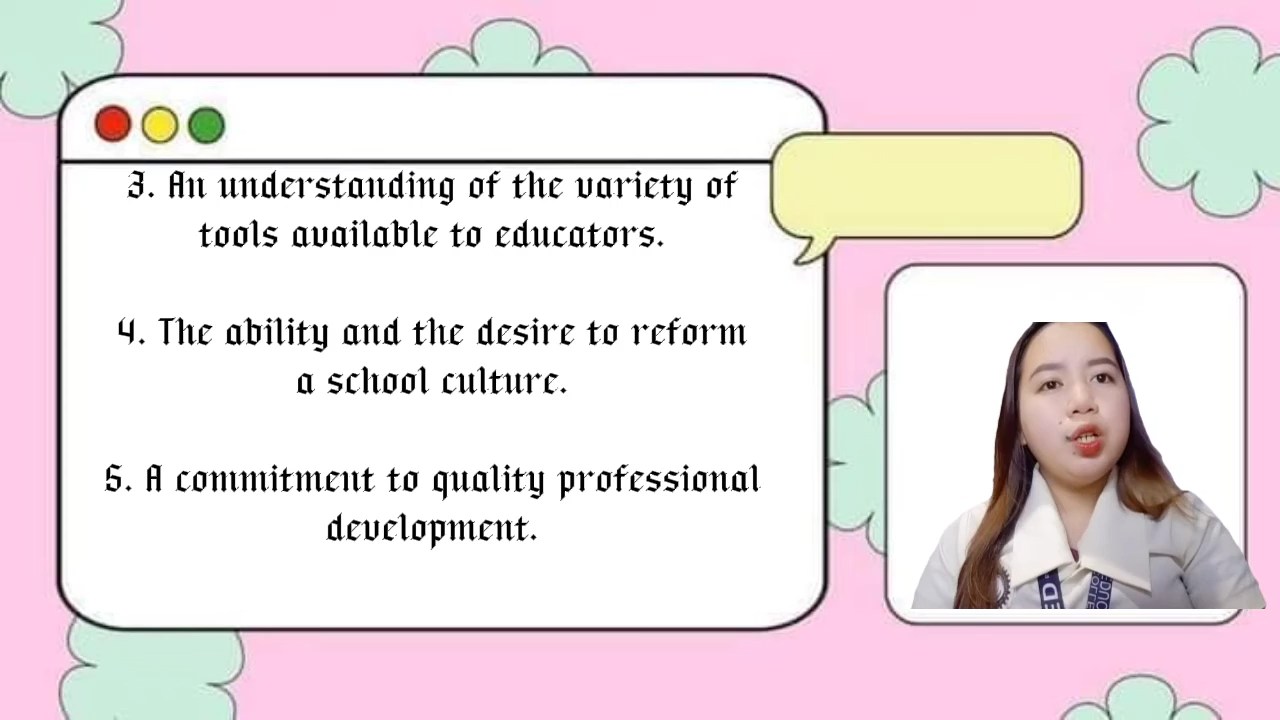 3. An understanding of the variety of
tools available to educators.
4. The ability and the desire to reform
a school culture.
5. A commitment to quality professional
development.
ED